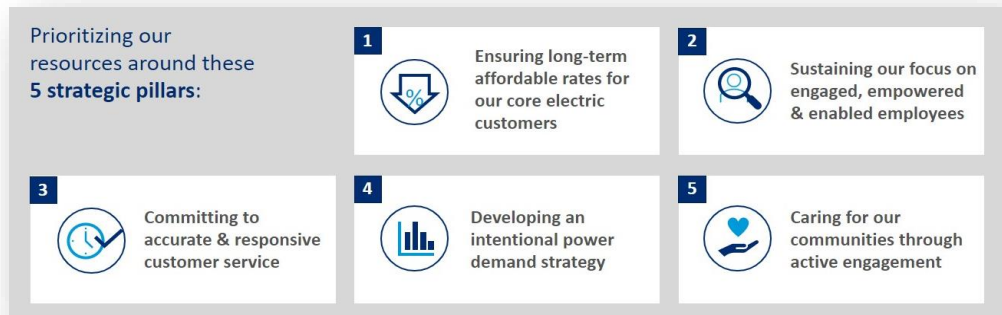 Prioritizing our
resources around these
5 strategic pillars:
1
%
Ensuring long-term
affordable rates for
our core electric
customers
2
Sustaining our focus on
engaged, empowered
& enabled employees
3
Committing to
accurate & responsive
customer service
4
Developing an
intentional power
demand strategy
5
Caring for our
communities through
active engagement